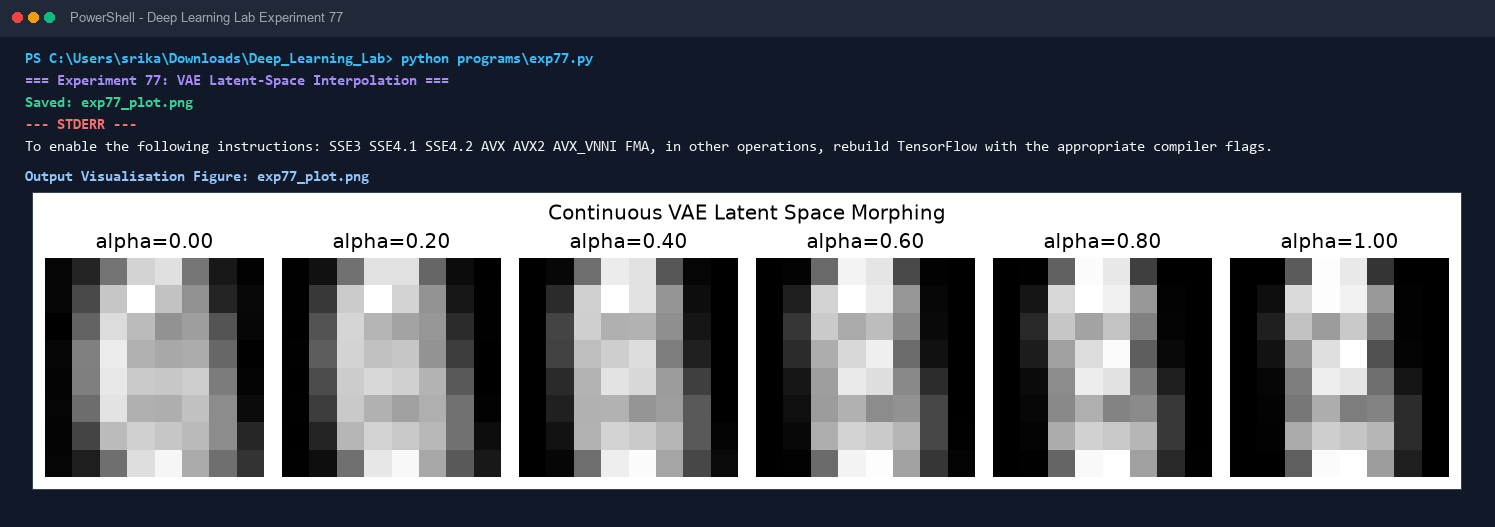 PowerShell - Deep Learning Lab Experiment 77
PS C:\Users\srika\Downloads\Deep_Learning_Lab> python programs\exp77.py
=== Experiment 77: VAE Latent-Space Interpolation ===
Saved: exp77_plot.png
--- STDERR ---
To enable the following instructions: SSE3 SSE4.1 SSE4.2 AVX AVX2 AVX_VNNI FMA, in other operations, rebuild TensorFlow with the appropriate compiler flags.
Output Visualisation Figure: exp77_plot.png
Continuous VAE Latent Space Morphing
alpha=0.00 alpha=0.20 alpha=0.40 alpha=0.60 alpha=0.80 alpha=1.00